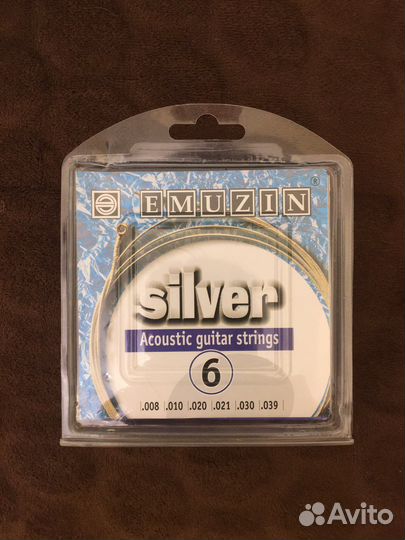 EMUZIN ®
silver
Acoustic guitar strings
6
.008 .010 .020 .021 .030 .039
Avito